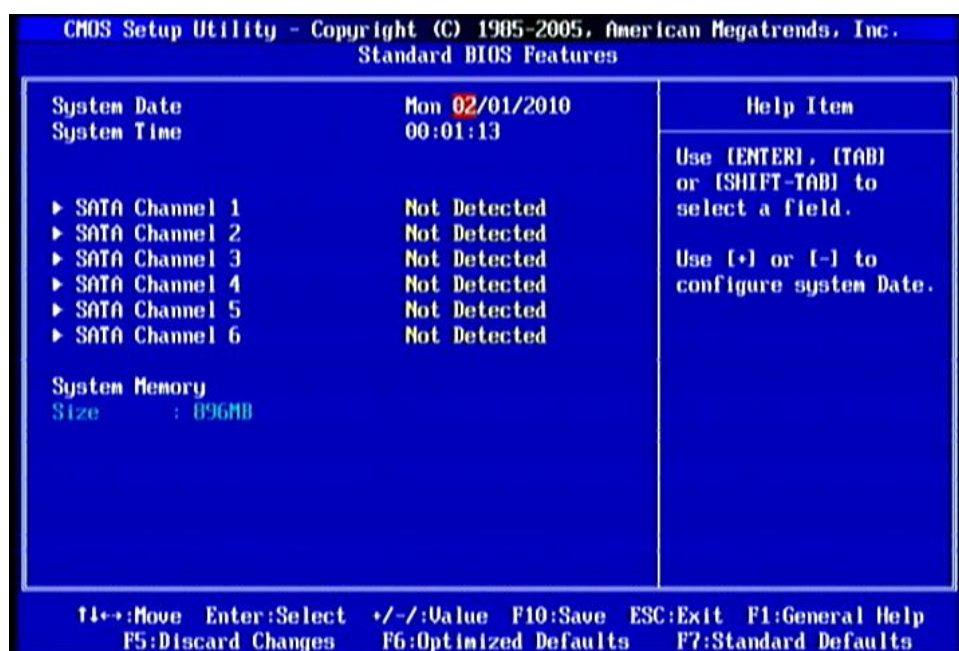 CMOS Setup Utility - Copyright (C) 1985-2005, American Megatrends, Inc.
Standard BIOS Features
System Date Mon 02/01/2010
System Time 00:01:13
▶ SATA Channel 1 Not Detected
▶ SATA Channel 2 Not Detected
▶ SATA Channel 3 Not Detected
▶ SATA Channel 4 Not Detected
▶ SATA Channel 5 Not Detected
▶ SATA Channel 6 Not Detected
System Memory
Size : 896MB
Help Item
Use [ENTER], [TAB]
or [SHIFT-TAB] to
select a field.
Use [+] or [-] to
configure system Date.
↑↓←→:Move Enter:Select +/-/:Value F10:Save ESC:Exit F1:General Help
F5:Discard Changes F6:Optimized Defaults F7:Standard Defaults